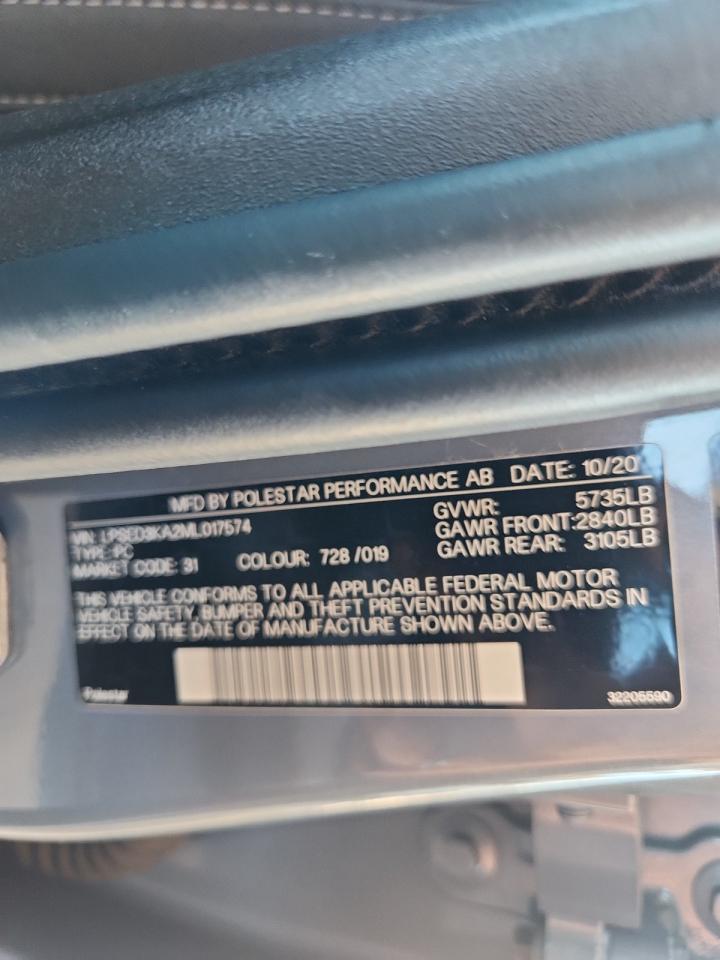 MFD BY POLESTAR PERFORMANCE AB DATE: 10/20
VIN: LPSED3KA2ML017574 GVWR: 5735LB
TYPE: PC GAWR FRONT: 2840LB
MARKET CODE: 31 COLOUR: 728 /019 GAWR REAR: 3105LB
THIS VEHICLE CONFORMS TO ALL APPLICABLE FEDERAL MOTOR
VEHICLE SAFETY, BUMPER AND THEFT PREVENTION STANDARDS IN
EFFECT ON THE DATE OF MANUFACTURE SHOWN ABOVE.
Polestar 32205590